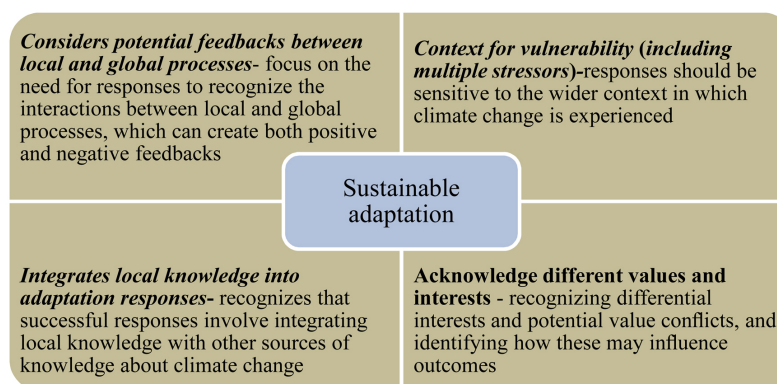 Considers potential feedbacks between
local and global processes- focus on the
need for responses to recognize the
interactions between local and global
processes, which can create both positive
and negative feedbacks
Context for vulnerability (including
multiple stressors)-responses should be
sensitive to the wider context in which
climate change is experienced
Sustainable
adaptation
Integrates local knowledge into
adaptation responses- recognizes that
successful responses involve integrating
local knowledge with other sources of
knowledge about climate change
Acknowledge different values and
interests - recognizing differential
interests and potential value conflicts, and
identifying how these may influence
outcomes